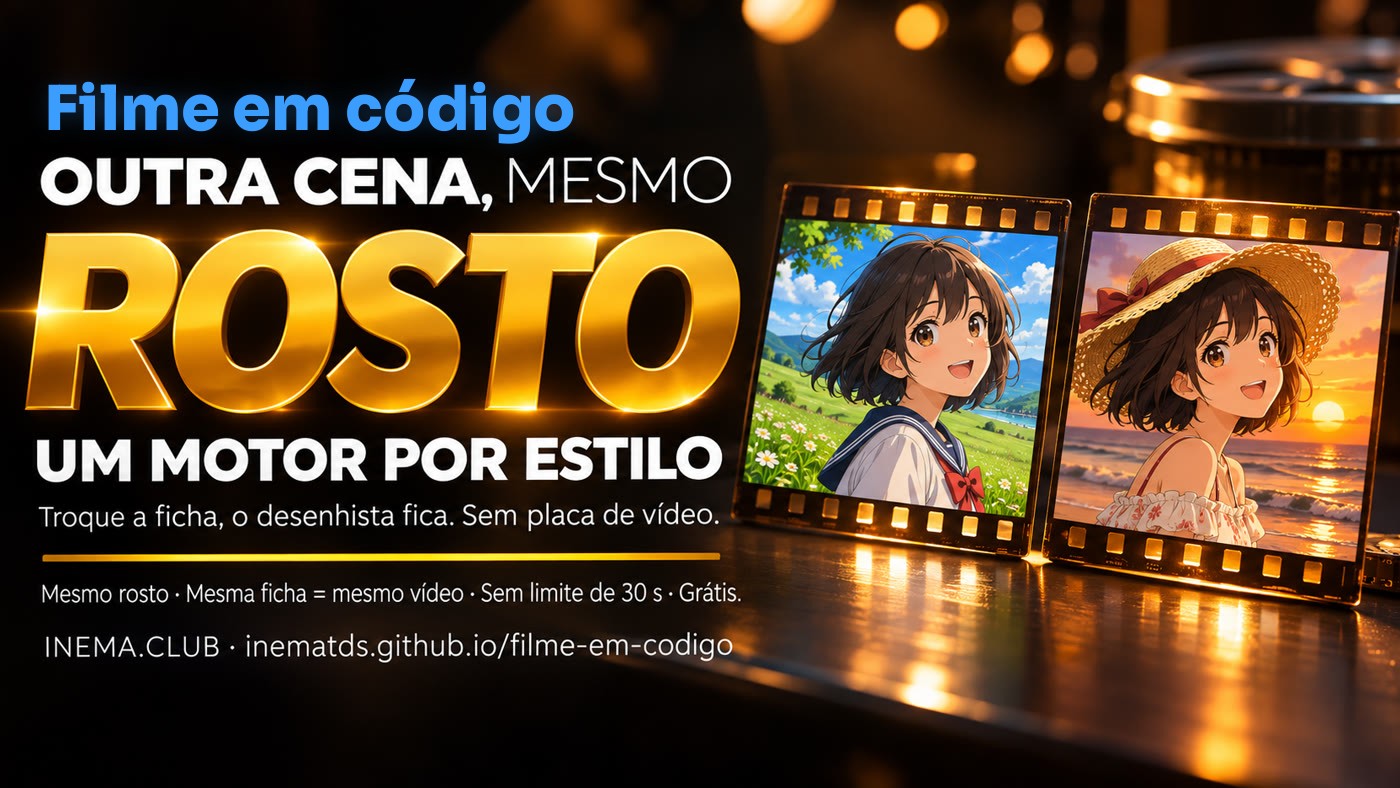 Filme em código
OUTRA CENA, MESMO
ROSTO
UM MOTOR POR ESTILO
Troque a ficha, o desenhista fica. Sem placa de vídeo.
Mesmo rosto · Mesma ficha = mesmo vídeo · Sem limite de 30 s · Grátis.
INEMA.CLUB · inematds.github.io/filme-em-codigo